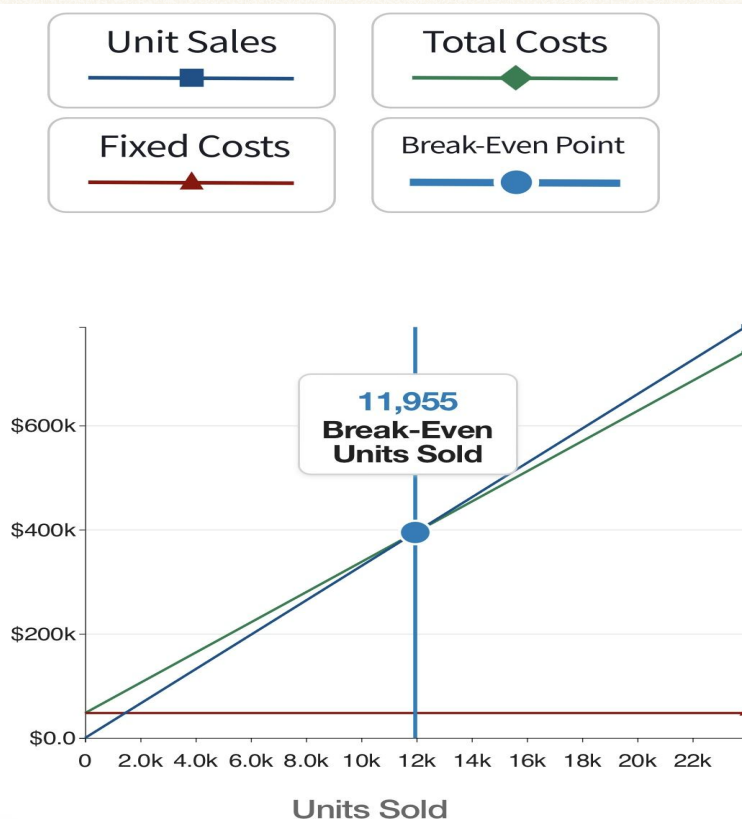 Unit Sales
Total Costs
Fixed Costs
Break-Even Point
11,955
Break-Even
Units Sold
$600k
$400k
$200k
$0.0
0 2.0k 4.0k 6.0k 8.0k 10k 12k 14k 16k 18k 20k 22k
Units Sold